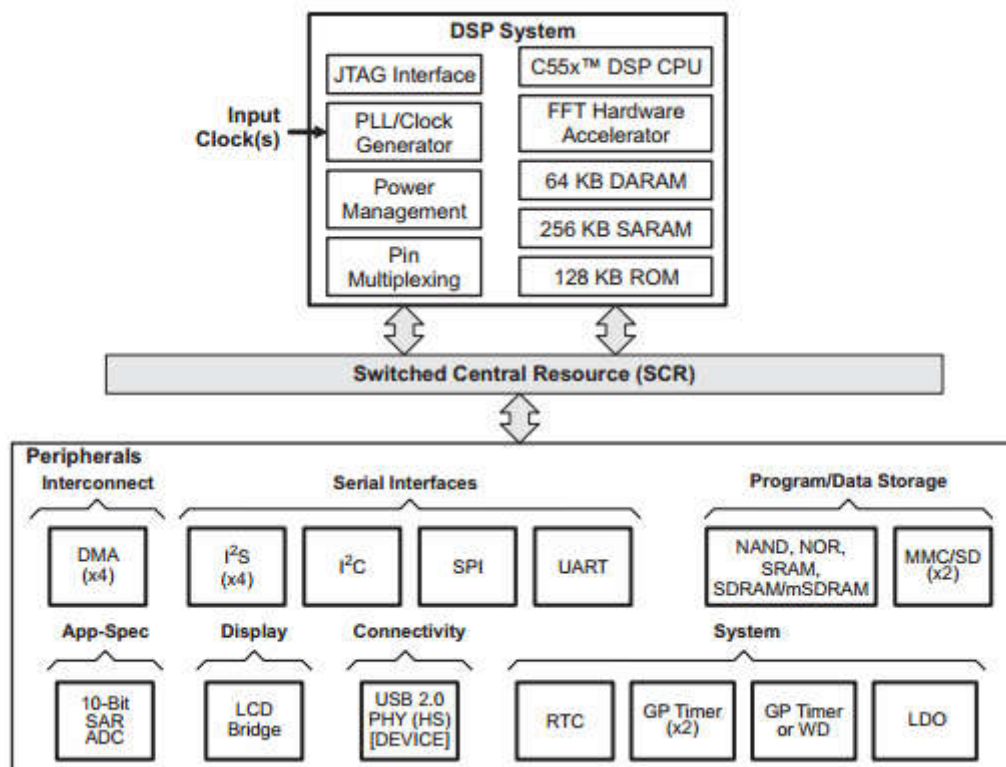 DSP System
JTAG Interface
C55x™ DSP CPU
Input
Clock(s)
PLL/Clock
Generator
FFT Hardware
Accelerator
Power
Management
64 KB DARAM
256 KB SARAM
Pin
Multiplexing
128 KB ROM
Switched Central Resource (SCR)
Peripherals
Interconnect
Serial Interfaces
Program/Data Storage
DMA
(x4)
I²S
(x4)
I²C
SPI
UART
NAND, NOR,
SRAM,
SDRAM/mSDRAM
MMC/SD
(x2)
App-Spec
Display
Connectivity
System
10-Bit
SAR
ADC
LCD
Bridge
USB 2.0
PHY (HS)
[DEVICE]
RTC
GP Timer
(x2)
GP Timer
or WD
LDO